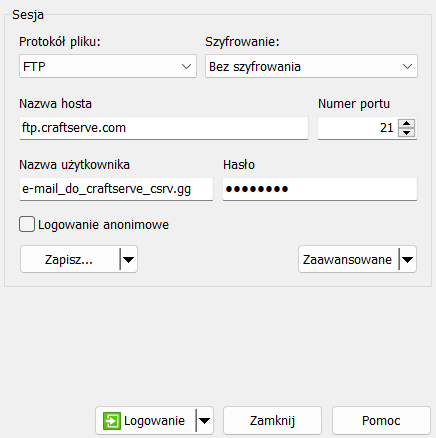 Sesja
Protokół pliku: Szyfrowanie:
FTP Bez szyfrowania
Nazwa hosta Numer portu
ftp.craftserve.com 21
Nazwa użytkownika Hasło
e-mail_do_craftserve_csrv.gg ●●●●●●●●
Logowanie anonimowe
Zapisz... Zaawansowane
Logowanie Zamknij Pomoc